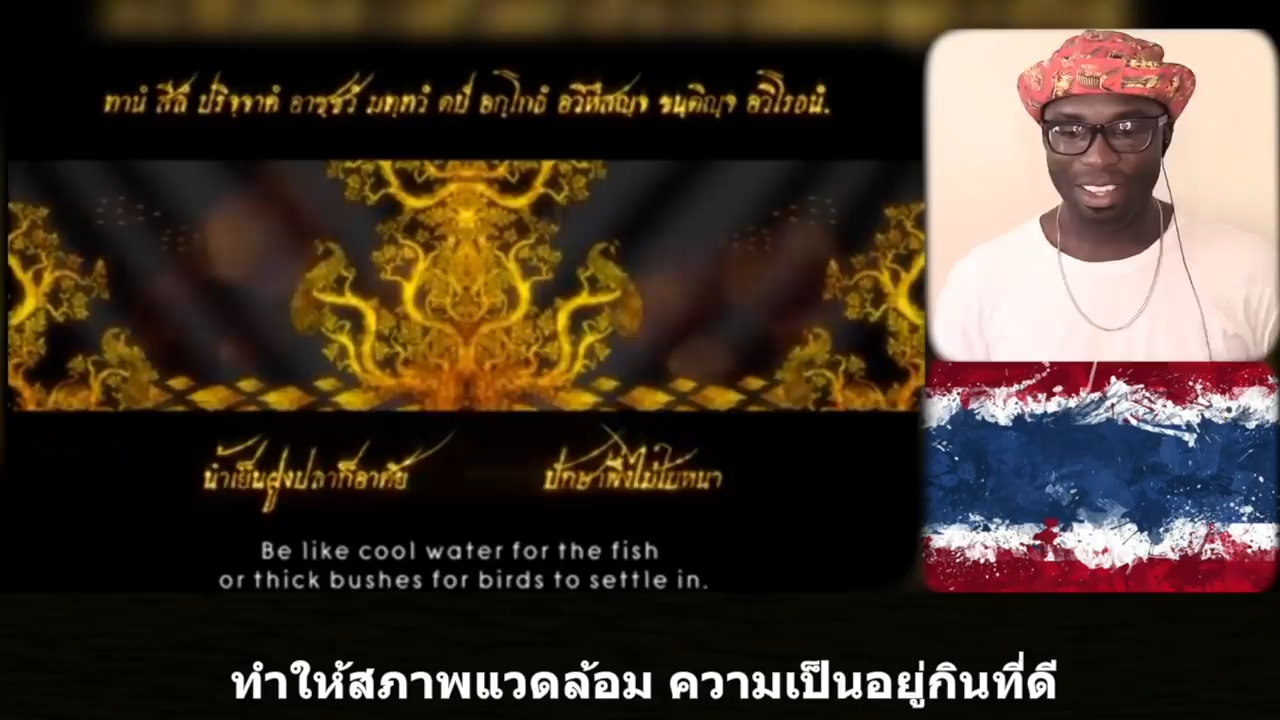 ทานํ สีลํ ปริจฺจาคํ อาชฺชวํ มทฺทวํ ตปํ อกฺโกธํ อวิหึสญฺจ ขนฺติญฺจ อวิโรธนํ.
น้ำเย็นฝูงปลาก็อาศัย ปักษาพึ่งไม้ใบหนา
Be like cool water for the fish
or thick bushes for birds to settle in.
ทำให้สภาพแวดล้อม ความเป็นอยู่กินที่ดี